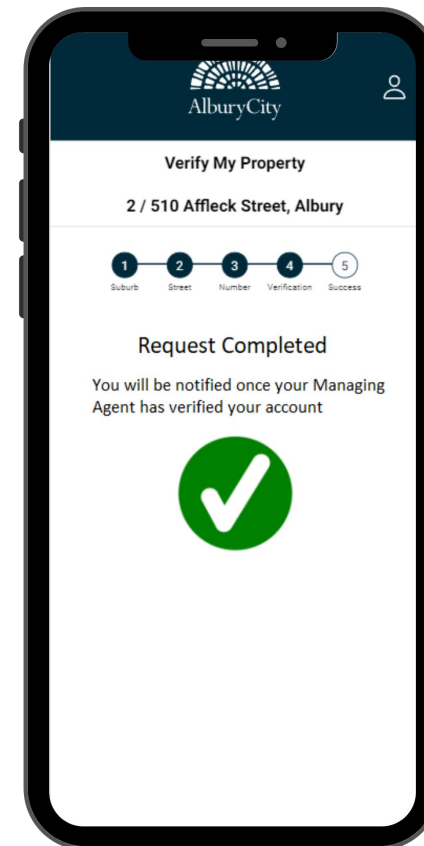 AlburyCity
Verify My Property
2 / 510 Affleck Street, Albury
1 2 3 4 5
Suburb Street Number Verification Success
Request Completed
You will be notified once your Managing
Agent has verified your account